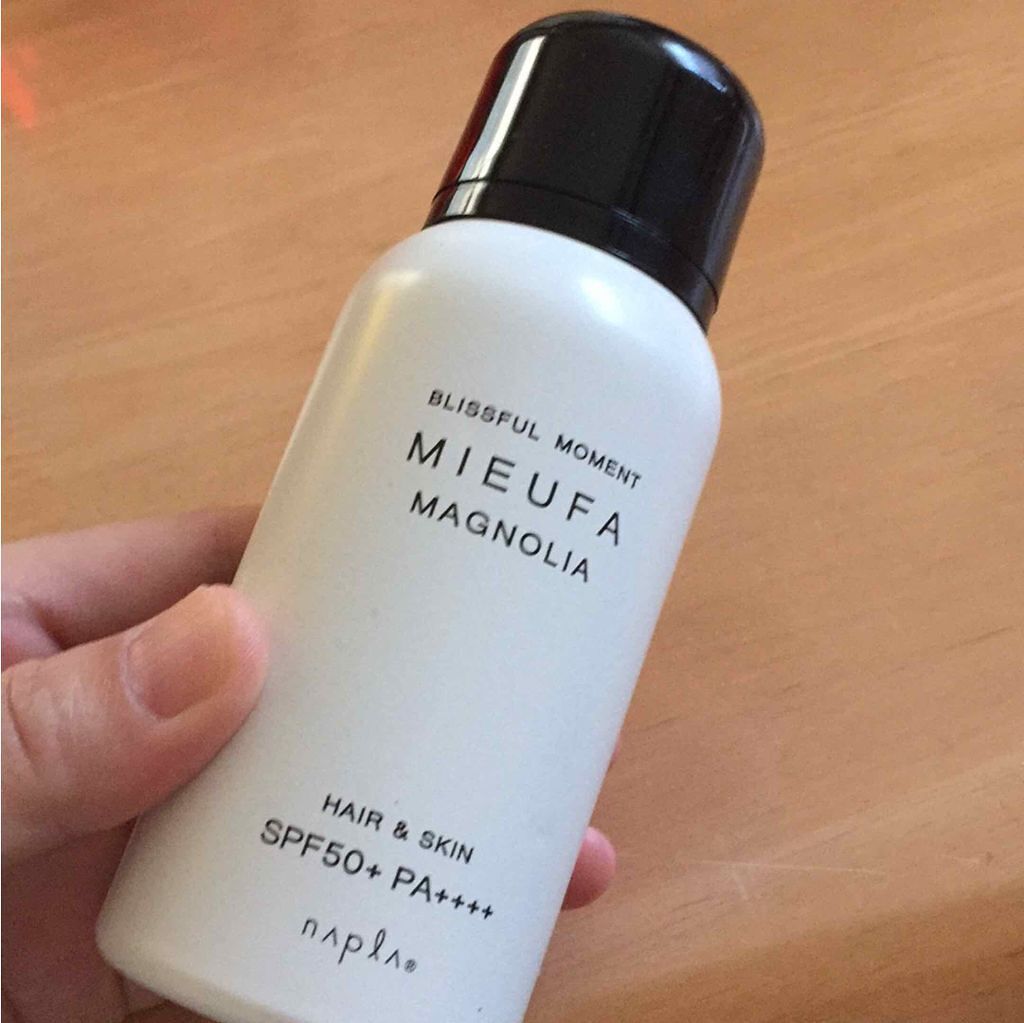 BLISSFUL MOMENT
MIEUFA
MAGNOLIA
HAIR & SKIN
SPF50+ PA++++
napla®